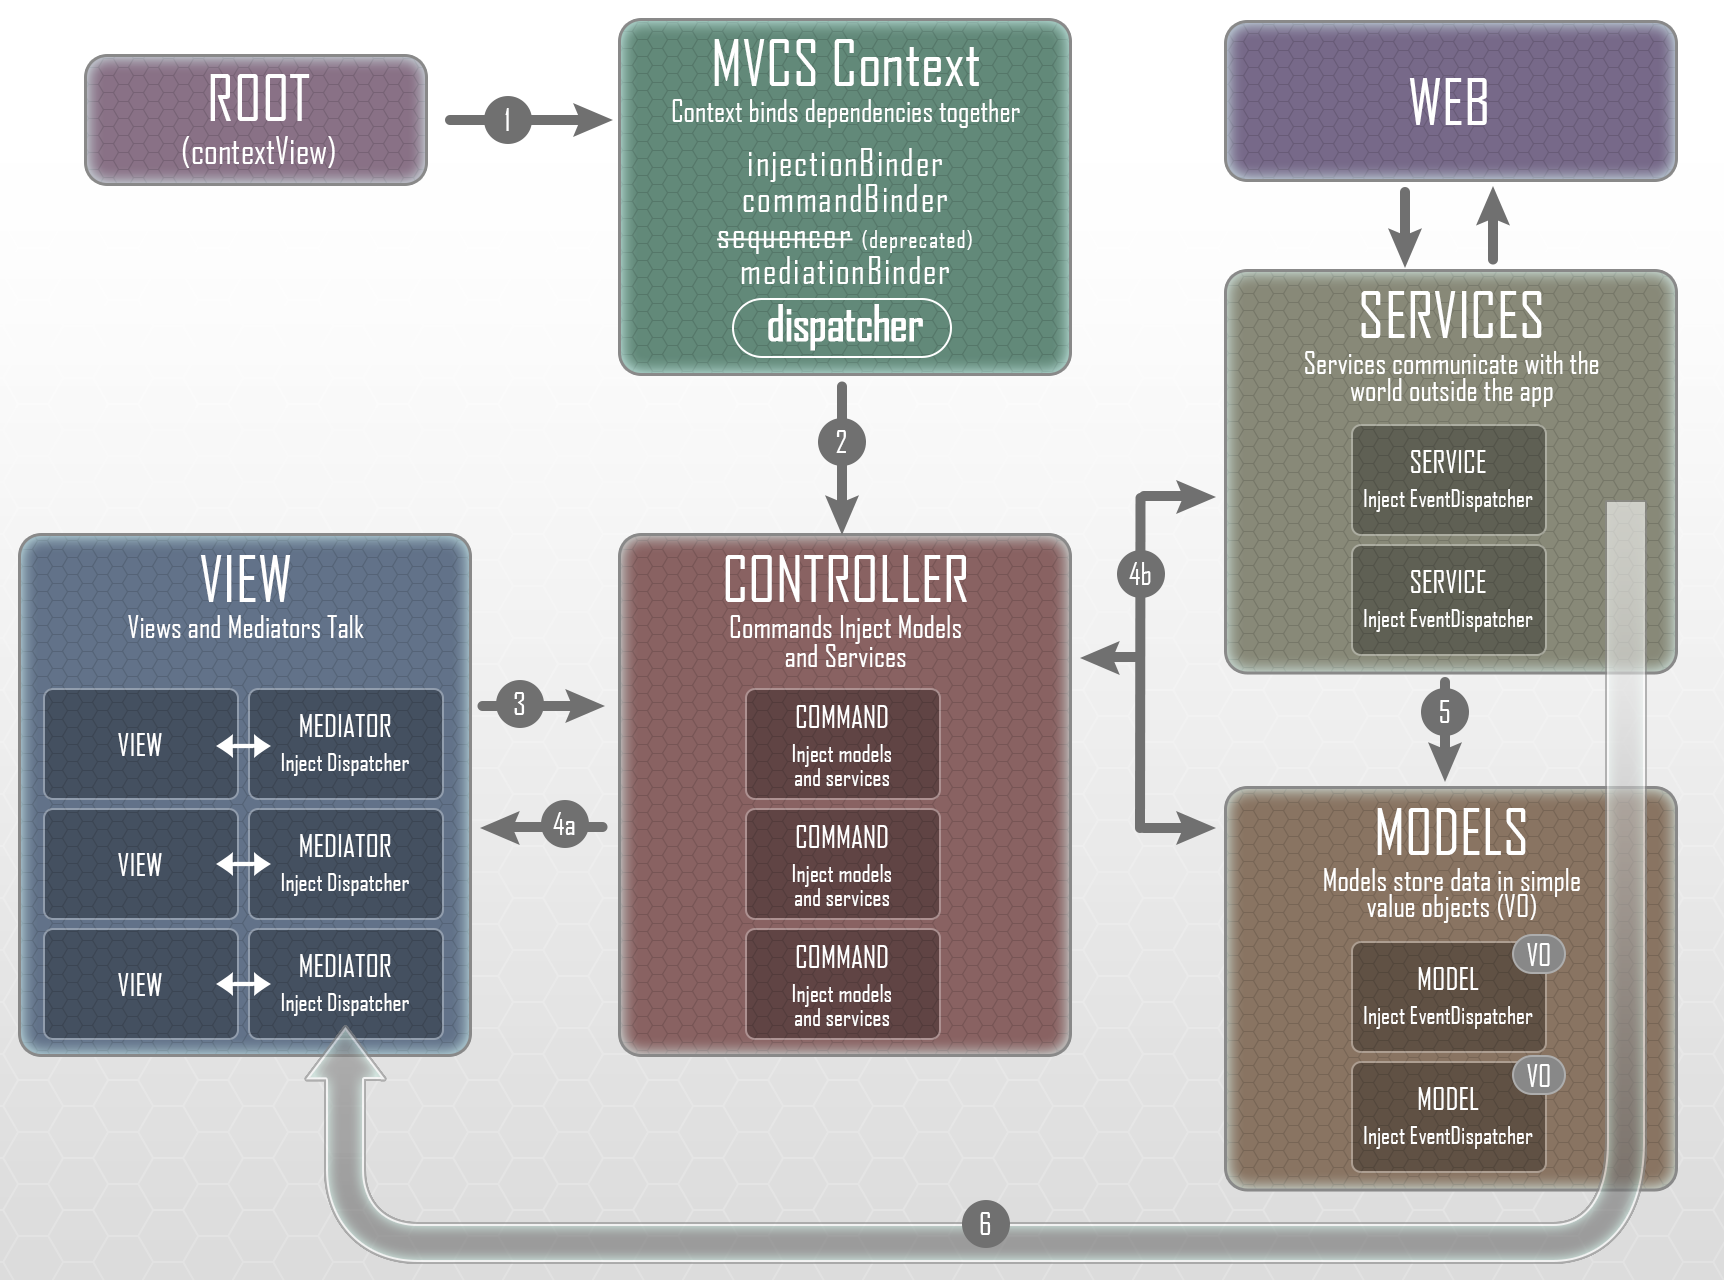 ROOT
(contextView)
1
MVCS Context
Context binds dependencies together
injectionBinder
commandBinder
sequencer (deprecated)
mediationBinder
dispatcher
WEB
2
SERVICES
Services communicate with the
world outside the app
SERVICE
Inject EventDispatcher
SERVICE
Inject EventDispatcher
VIEW
Views and Mediators Talk
VIEW
MEDIATOR
Inject Dispatcher
VIEW
MEDIATOR
Inject Dispatcher
VIEW
MEDIATOR
Inject Dispatcher
3
4a
CONTROLLER
Commands Inject Models
and Services
COMMAND
Inject models
and services
COMMAND
Inject models
and services
COMMAND
Inject models
and services
4b
5
MODELS
Models store data in simple
value objects (VO)
VO
MODEL
Inject EventDispatcher
VO
MODEL
Inject EventDispatcher
6